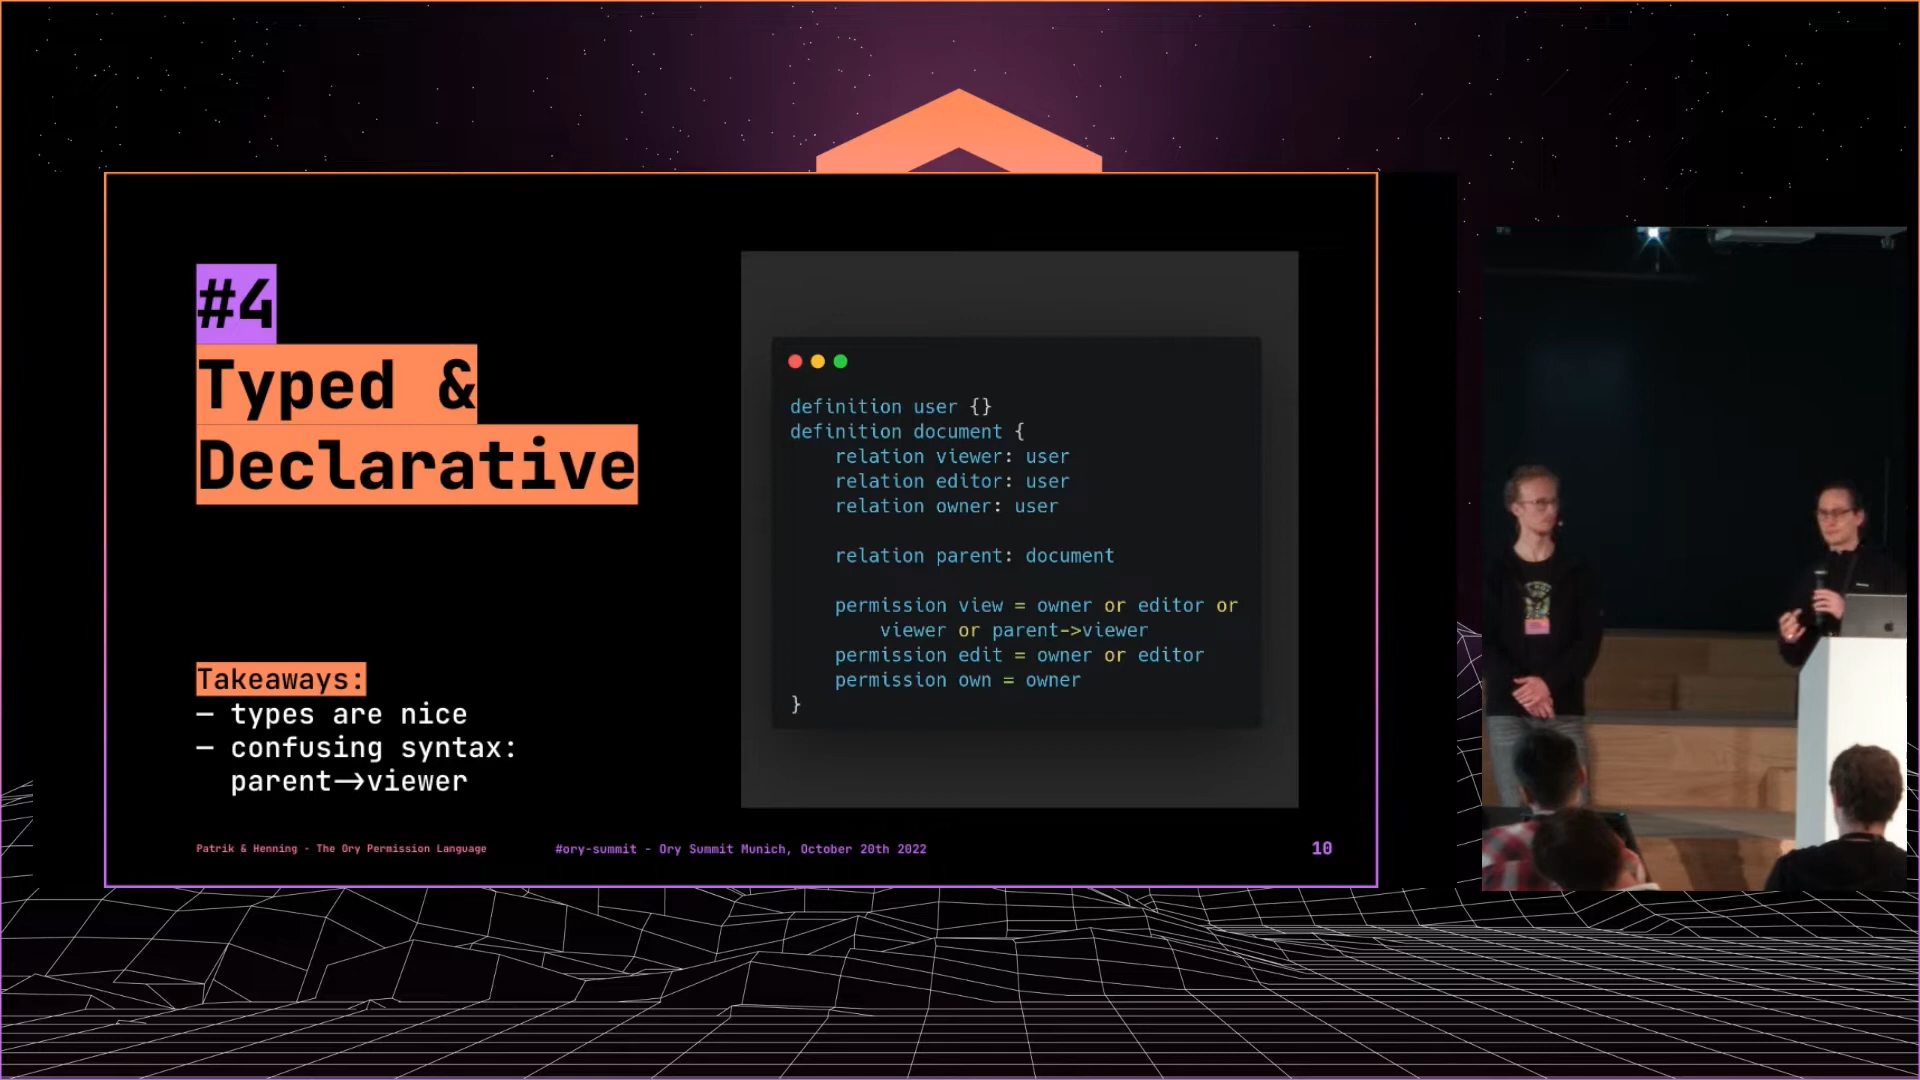 #4
Typed &
Declarative
Takeaways:
– types are nice
– confusing syntax:
parent->viewer
definition user {}
definition document {
relation viewer: user
relation editor: user
relation owner: user
relation parent: document
permission view = owner or editor or
viewer or parent->viewer
permission edit = owner or editor
permission own = owner
}
Patrik & Henning - The Ory Permission Language
#ory-summit - Ory Summit Munich, October 20th 2022
10